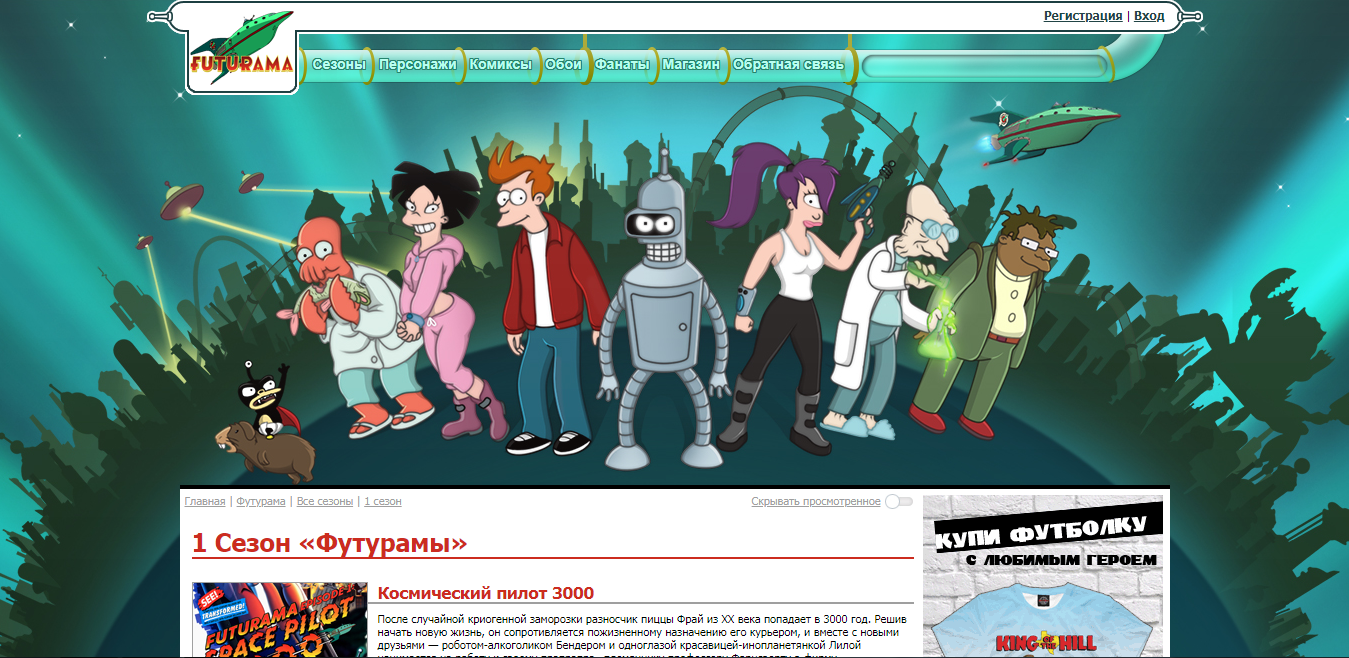 Регистрация | Вход
FUTURAMA
Сезоны Персонажи Комиксы Обои Фанаты Магазин Обратная связь
Главная | Футурама | Все сезоны | 1 сезон
Скрывать просмотренное
1 Сезон «Футурамы»
SEE!
TRANSFORMED!
FUTURAMA EPISODE 1:
SPACE PILOT
3000
Космический пилот 3000
После случайной криогенной заморозки разносчик пиццы Фрай из XX века попадает в 3000 год. Решив
начать новую жизнь, он сопротивляется пожизненному назначению его курьером, и вместе с новыми
друзьями — роботом-алкоголиком Бендером и одноглазой красавицей-инопланетянкой Лилой
КУПИ ФУТБОЛКУ
С ЛЮБИМЫМ ГЕРОЕМ
KING OF THE HILL